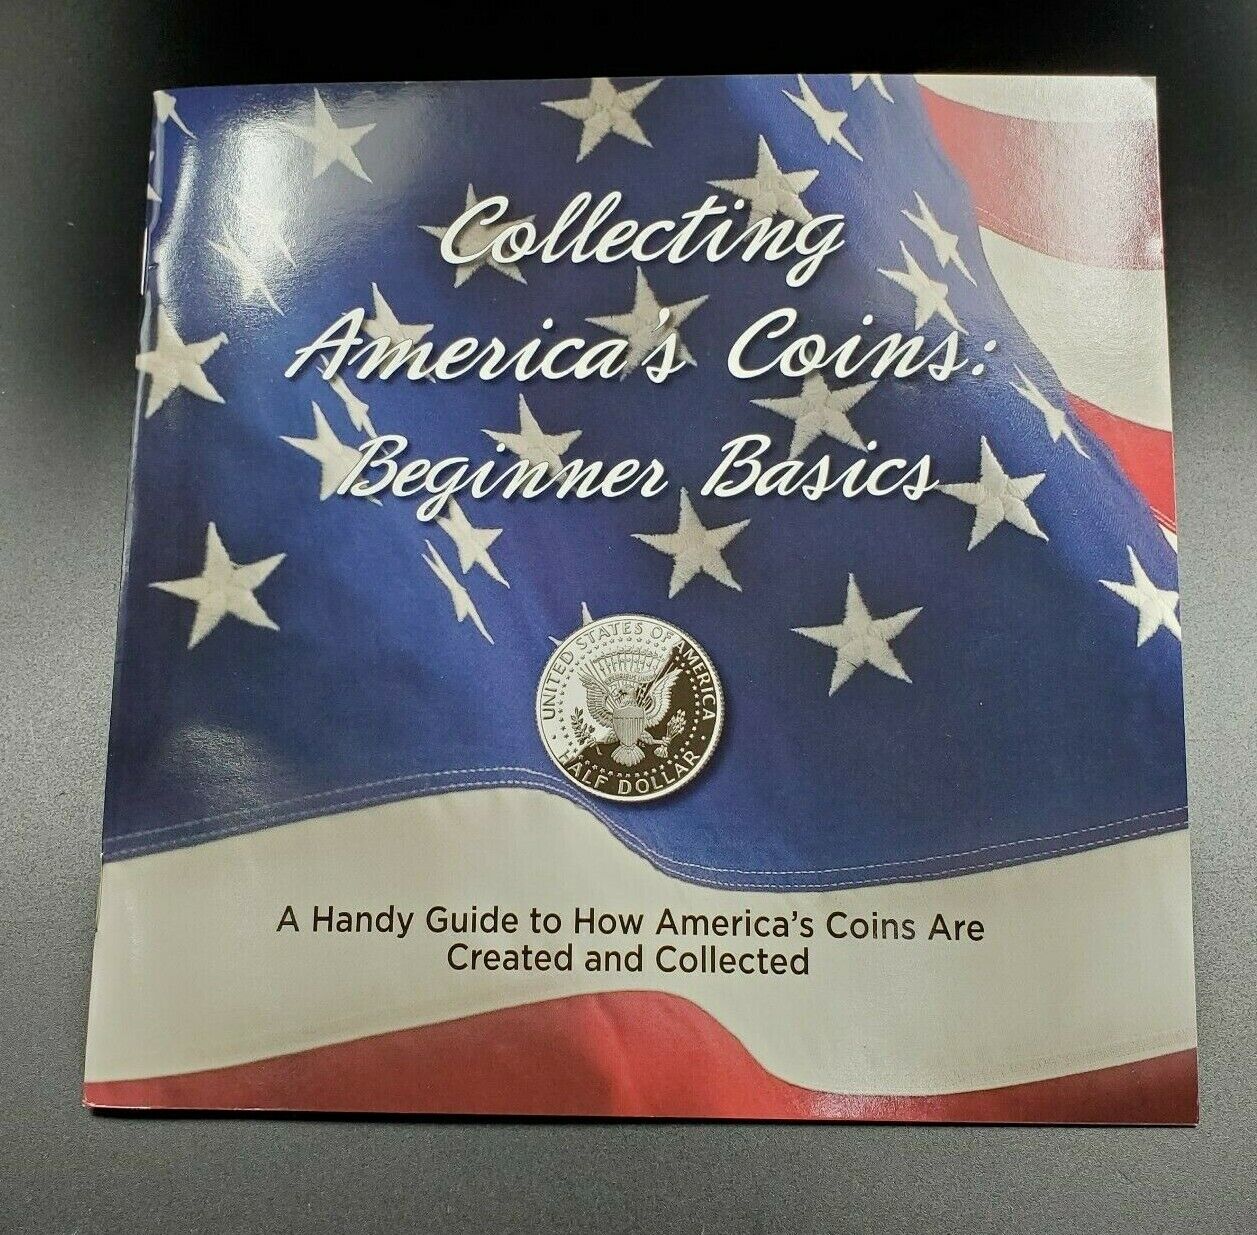 Collecting
America's Coins:
Beginner Basics
UNITED STATES OF AMERICA
HALF DOLLAR
A Handy Guide to How America's Coins Are
Created and Collected